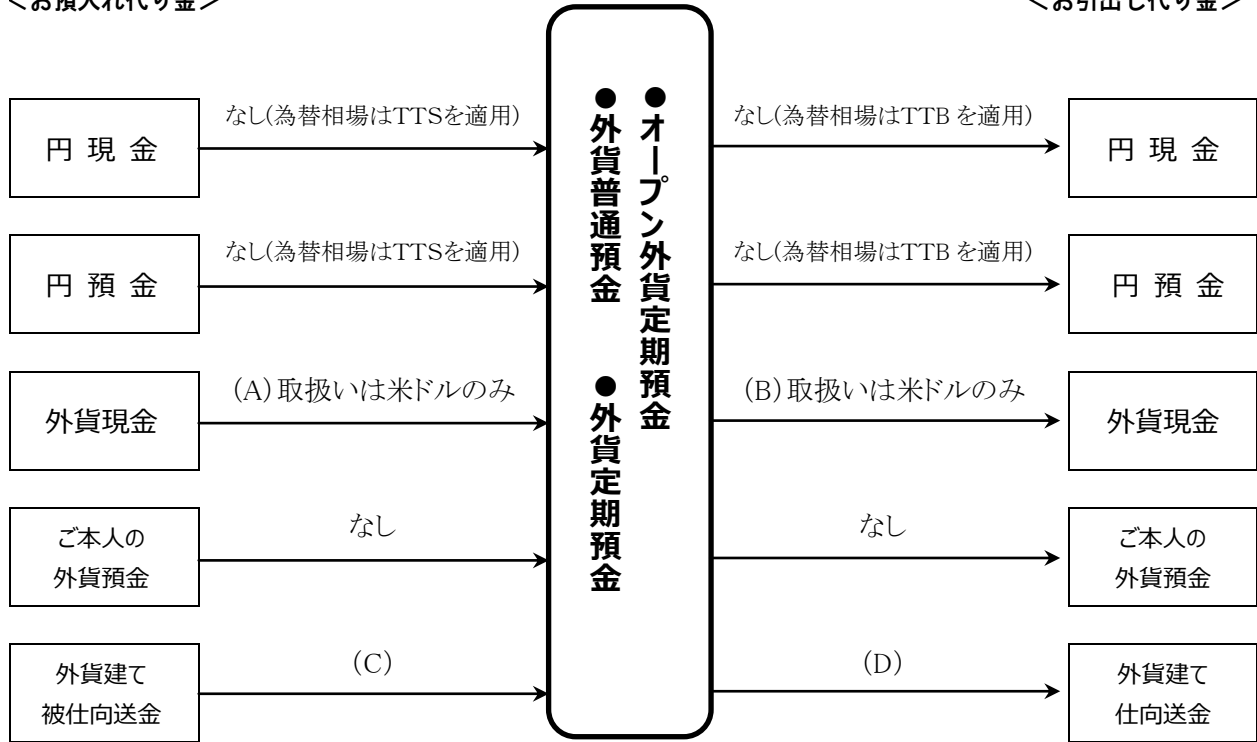 ＜お預入れ代り金＞
＜お引出し代り金＞
円 現 金
なし(為替相場はTTSを適用)
なし(為替相場はTTB を適用)
円 現 金
円 預 金
なし(為替相場はTTSを適用)
なし(為替相場はTTB を適用)
円 預 金
外貨現金
(A)取扱いは米ドルのみ
(B)取扱いは米ドルのみ
外貨現金
ご本人の
外貨預金
なし
なし
ご本人の
外貨預金
外貨建て
被仕向送金
(C)
(D)
外貨建て
仕向送金
●オープン外貨定期預金
●外貨普通預金 ●外貨定期預金